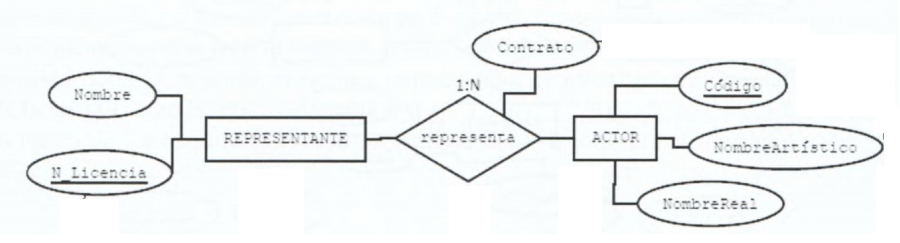 Contrato
1:N
Nombre
Código
REPRESENTANTE
representa
ACTOR
NombreArtístico
N_Licencia
NombreReal